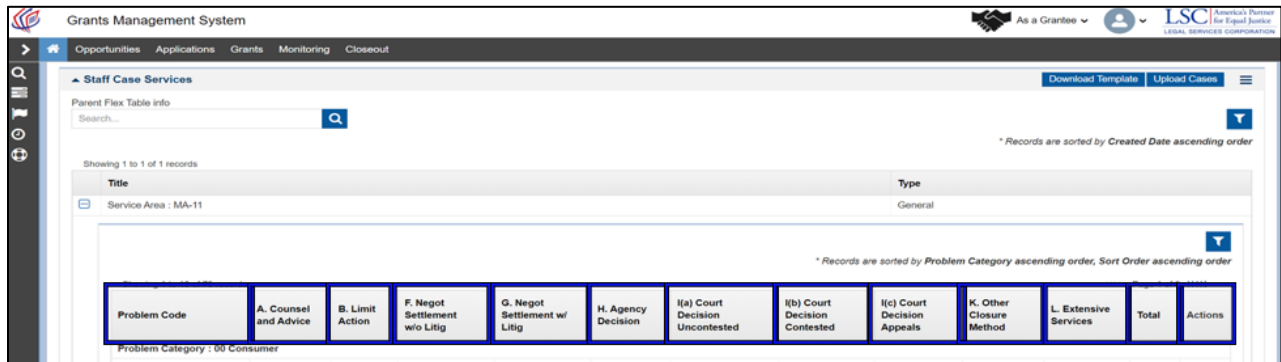 Grants Management System
As a Grantee
LSC America's Partner for Equal Justice
LEGAL SERVICES CORPORATION
Opportunities Applications Grants Monitoring Closeout
Staff Case Services
Download Template Upload Cases
Parent Flex Table info
Search...
* Records are sorted by Created Date ascending order
Showing 1 to 1 of 1 records
Title Type
Service Area : MA-11 General
* Records are sorted by Problem Category ascending order, Sort Order ascending order
Problem Code
A. Counsel
and Advice
B. Limit
Action
F. Negot
Settlement
w/o Litig
G. Negot
Settlement w/
Litig
H. Agency
Decision
I(a) Court
Decision
Uncontested
I(b) Court
Decision
Contested
I(c) Court
Decision
Appeals
K. Other
Closure
Method
L. Extensive
Services
Total
Actions
Problem Category : 00 Consumer